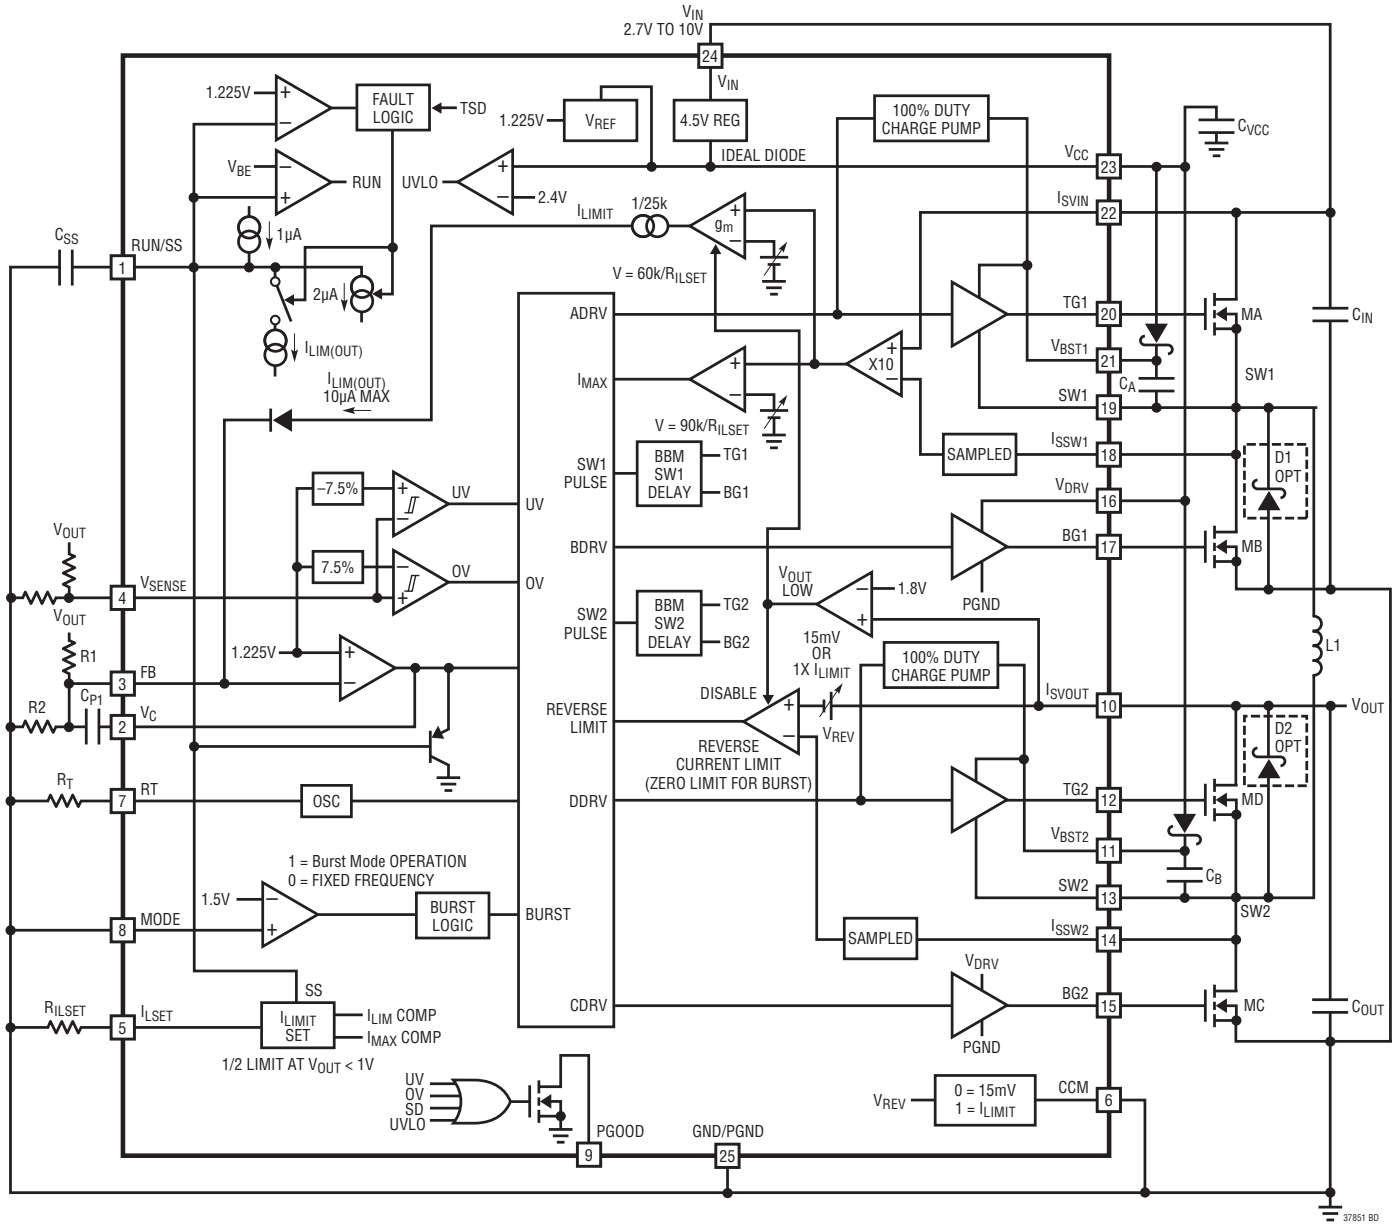 VIN
2.7V TO 10V
24
VIN
1.225V
FAULT
LOGIC
TSD
1.225V
VREF
4.5V REG
100% DUTY
CHARGE PUMP
CVCC
VBE
RUN
UVLO
2.4V
IDEAL DIODE
VCC
23
ILIMIT
1/25k
gm
ISVIN
22
CSS
RUN/SS
1
1µA
2µA
ILIM(OUT)
V = 60k/RILSET
ADRV
TG1
20
MA
CIN
ILIM(OUT)
10µA MAX
IMAX
X10
VBST1
21
CA
SW1
V = 90k/RILSET
SW1
19
SW1
PULSE
BBM
SW1
DELAY
TG1
BG1
SAMPLED
ISSW1
18
D1
OPT
–7.5%
UV
UV
VDRV
16
VOUT
7.5%
OV
OV
BDRV
BG1
17
MB
PGND
VSENSE
4
VOUT
SW2
PULSE
BBM
SW2
DELAY
TG2
BG2
VOUT
LOW
1.8V
R1
1.225V
15mV
OR
1X ILIMIT
100% DUTY
CHARGE PUMP
L1
FB
3
CP1
R2
VC
2
REVERSE
LIMIT
DISABLE
VREV
ISVOUT
10
VOUT
REVERSE
CURRENT LIMIT
(ZERO LIMIT FOR BURST)
D2
OPT
RT
RT
7
OSC
DDRV
TG2
12
MD
VBST2
11
CB
1 = Burst Mode OPERATION
0 = FIXED FREQUENCY
1.5V
MODE
8
BURST
LOGIC
BURST
SW2
13
SW2
SAMPLED
ISSW2
14
SS
RILSET
ILSET
5
ILIMIT
SET
ILIM COMP
IMAX COMP
1/2 LIMIT AT VOUT < 1V
CDRV
VDRV
PGND
BG2
15
MC
COUT
UV
OV
SD
UVLO
PGOOD
9
GND/PGND
25
VREV
0 = 15mV
1 = ILIMIT
CCM
6
37851 BD